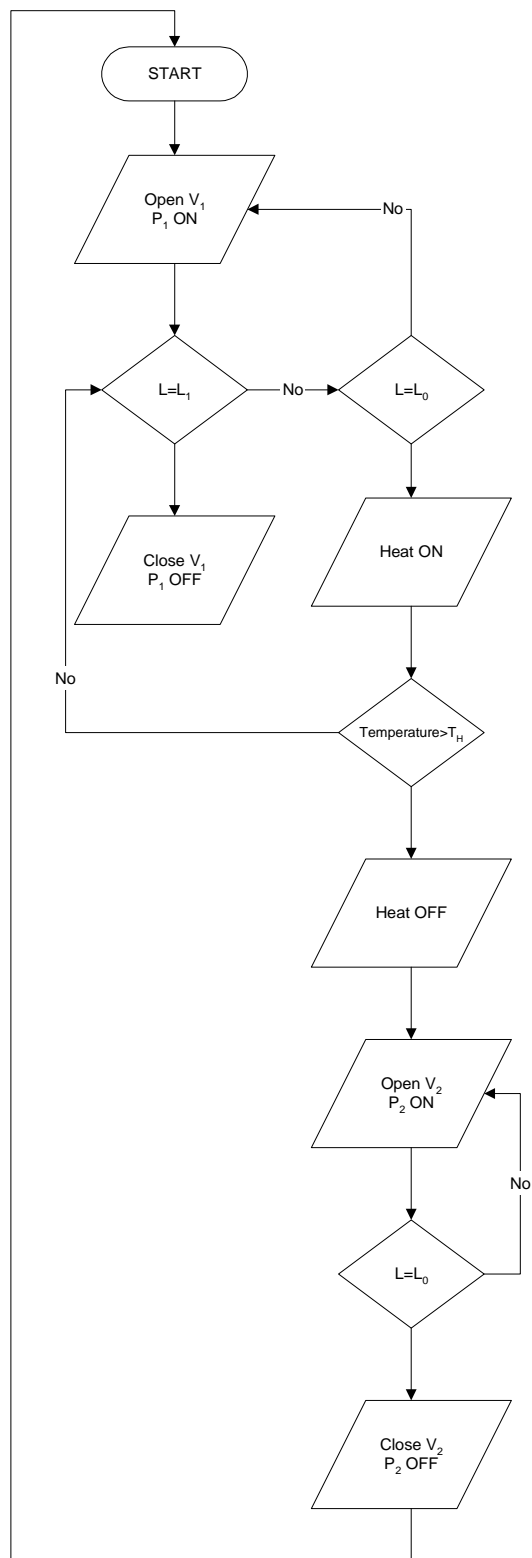 START
Open V₁
P₁ ON
No
L=L₁
No
L=L₀
Close V₁
P₁ OFF
Heat ON
No
Temperature>T_H
Heat OFF
Open V₂
P₂ ON
No
L=L₀
Close V₂
P₂ OFF